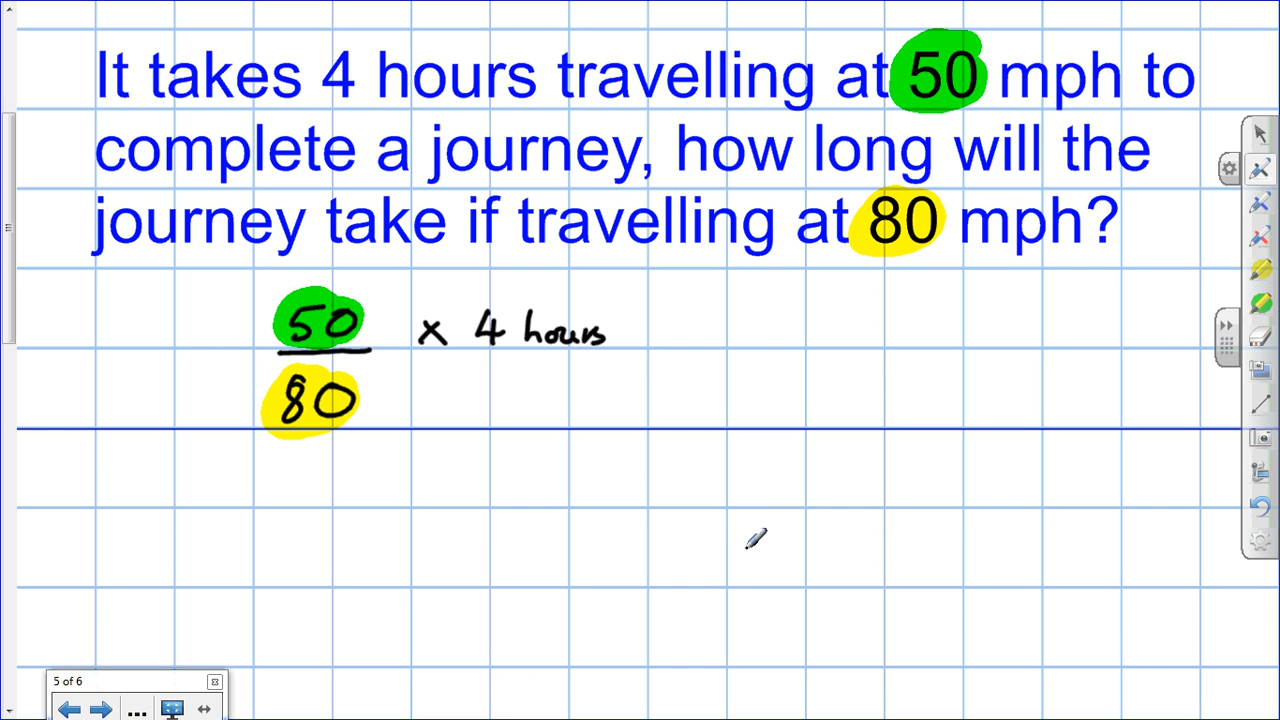 It takes 4 hours travelling at 50 mph to
complete a journey, how long will the
journey take if travelling at 80 mph?
50 x 4 hours
80
5 of 6
...